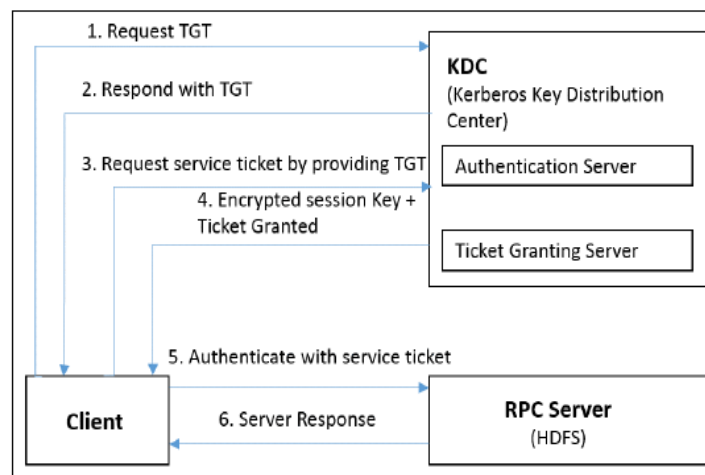 1. Request TGT
KDC
(Kerberos Key Distribution
Center)
2. Respond with TGT
3. Request service ticket by providing TGT
Authentication Server
4. Encrypted session Key +
Ticket Granted
Ticket Granting Server
5. Authenticate with service ticket
Client
6. Server Response
RPC Server
(HDFS)